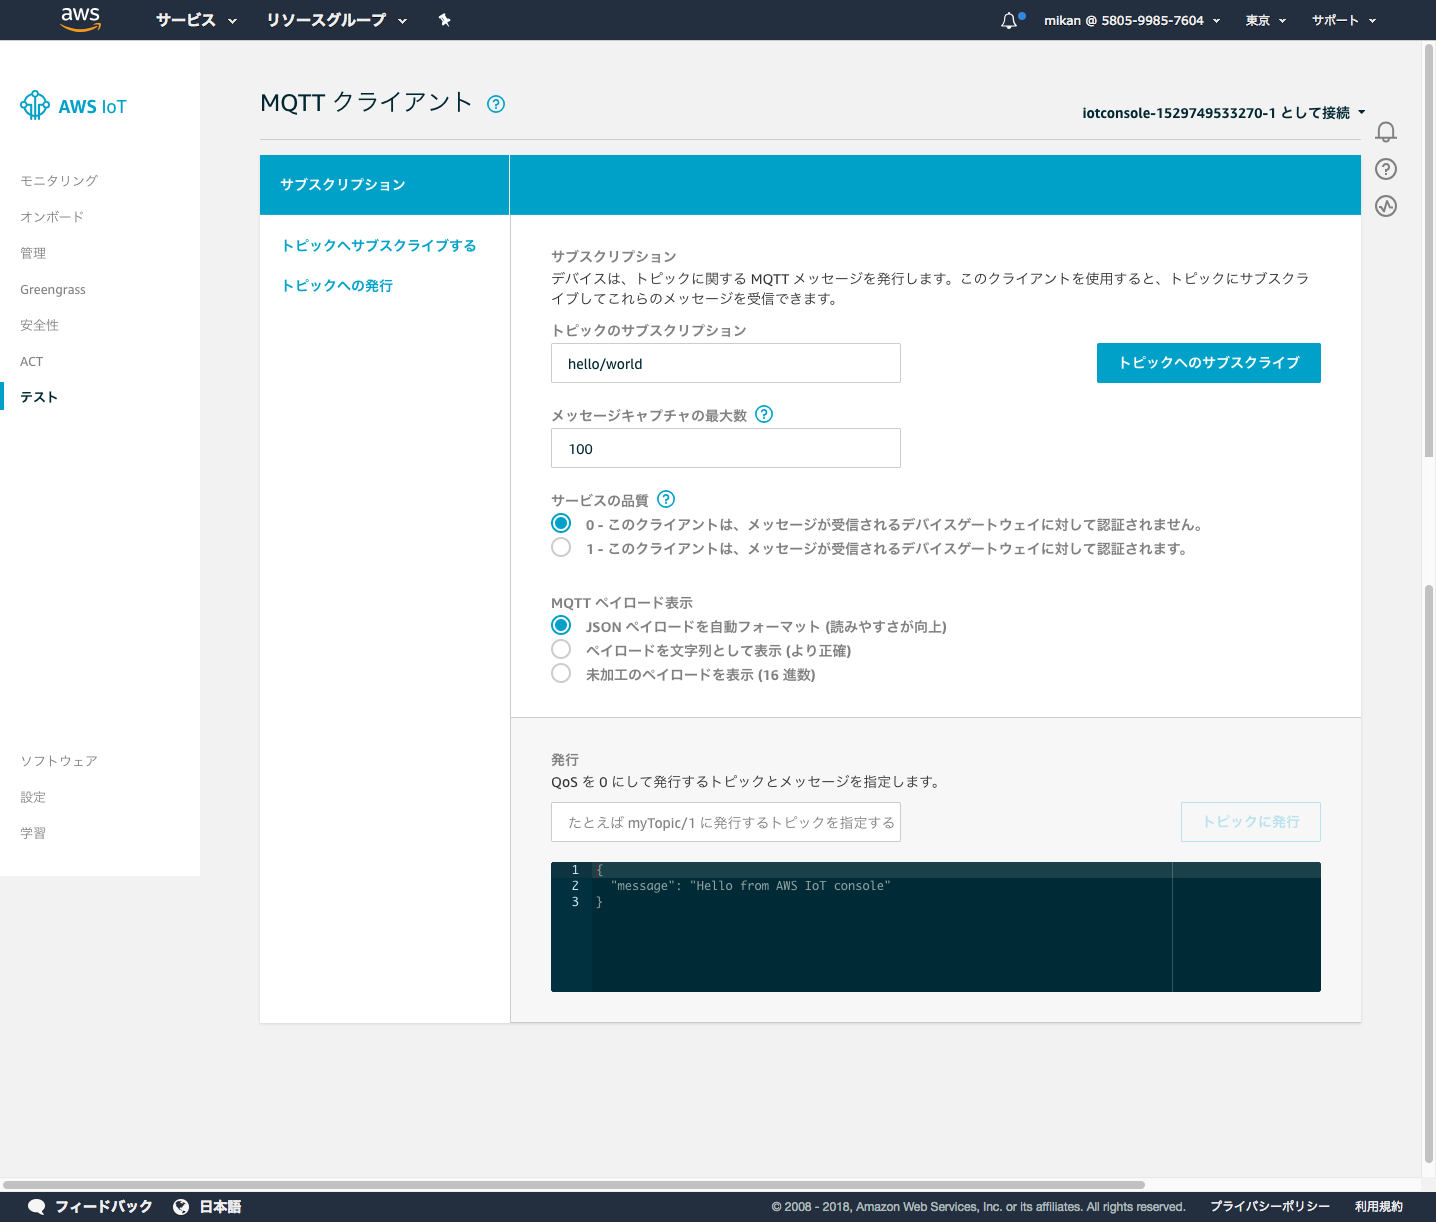 aws
サービス
リソースグループ
mikan @ 5805-9985-7604
東京
サポート
AWS IoT
モニタリング
オンボード
管理
Greengrass
安全性
ACT
テスト
ソフトウェア
設定
学習
MQTT クライアント
iotconsole-1529749533270-1 として接続
サブスクリプション
トピックへサブスクライブする
トピックへの発行
サブスクリプション
デバイスは、トピックに関する MQTT メッセージを発行します。このクライアントを使用すると、トピックにサブスクラ
イブしてこれらのメッセージを受信できます。
トピックのサブスクリプション
hello/world
トピックへのサブスクライブ
メッセージキャプチャの最大数
100
サービスの品質
0 - このクライアントは、メッセージが受信されるデバイスゲートウェイに対して認証されません。
1 - このクライアントは、メッセージが受信されるデバイスゲートウェイに対して認証されます。
MQTT ペイロード表示
JSON ペイロードを自動フォーマット (読みやすさが向上)
ペイロードを文字列として表示 (より正確)
未加工のペイロードを表示 (16 進数)
発行
QoS を 0 にして発行するトピックとメッセージを指定します。
たとえば myTopic/1 に発行するトピックを指定する
トピックに発行
1 {
2 "message": "Hello from AWS IoT console"
3 }
フィードバック
日本語
© 2008 - 2018, Amazon Web Services, Inc. or its affiliates. All rights reserved.
プライバシーポリシー
利用規約